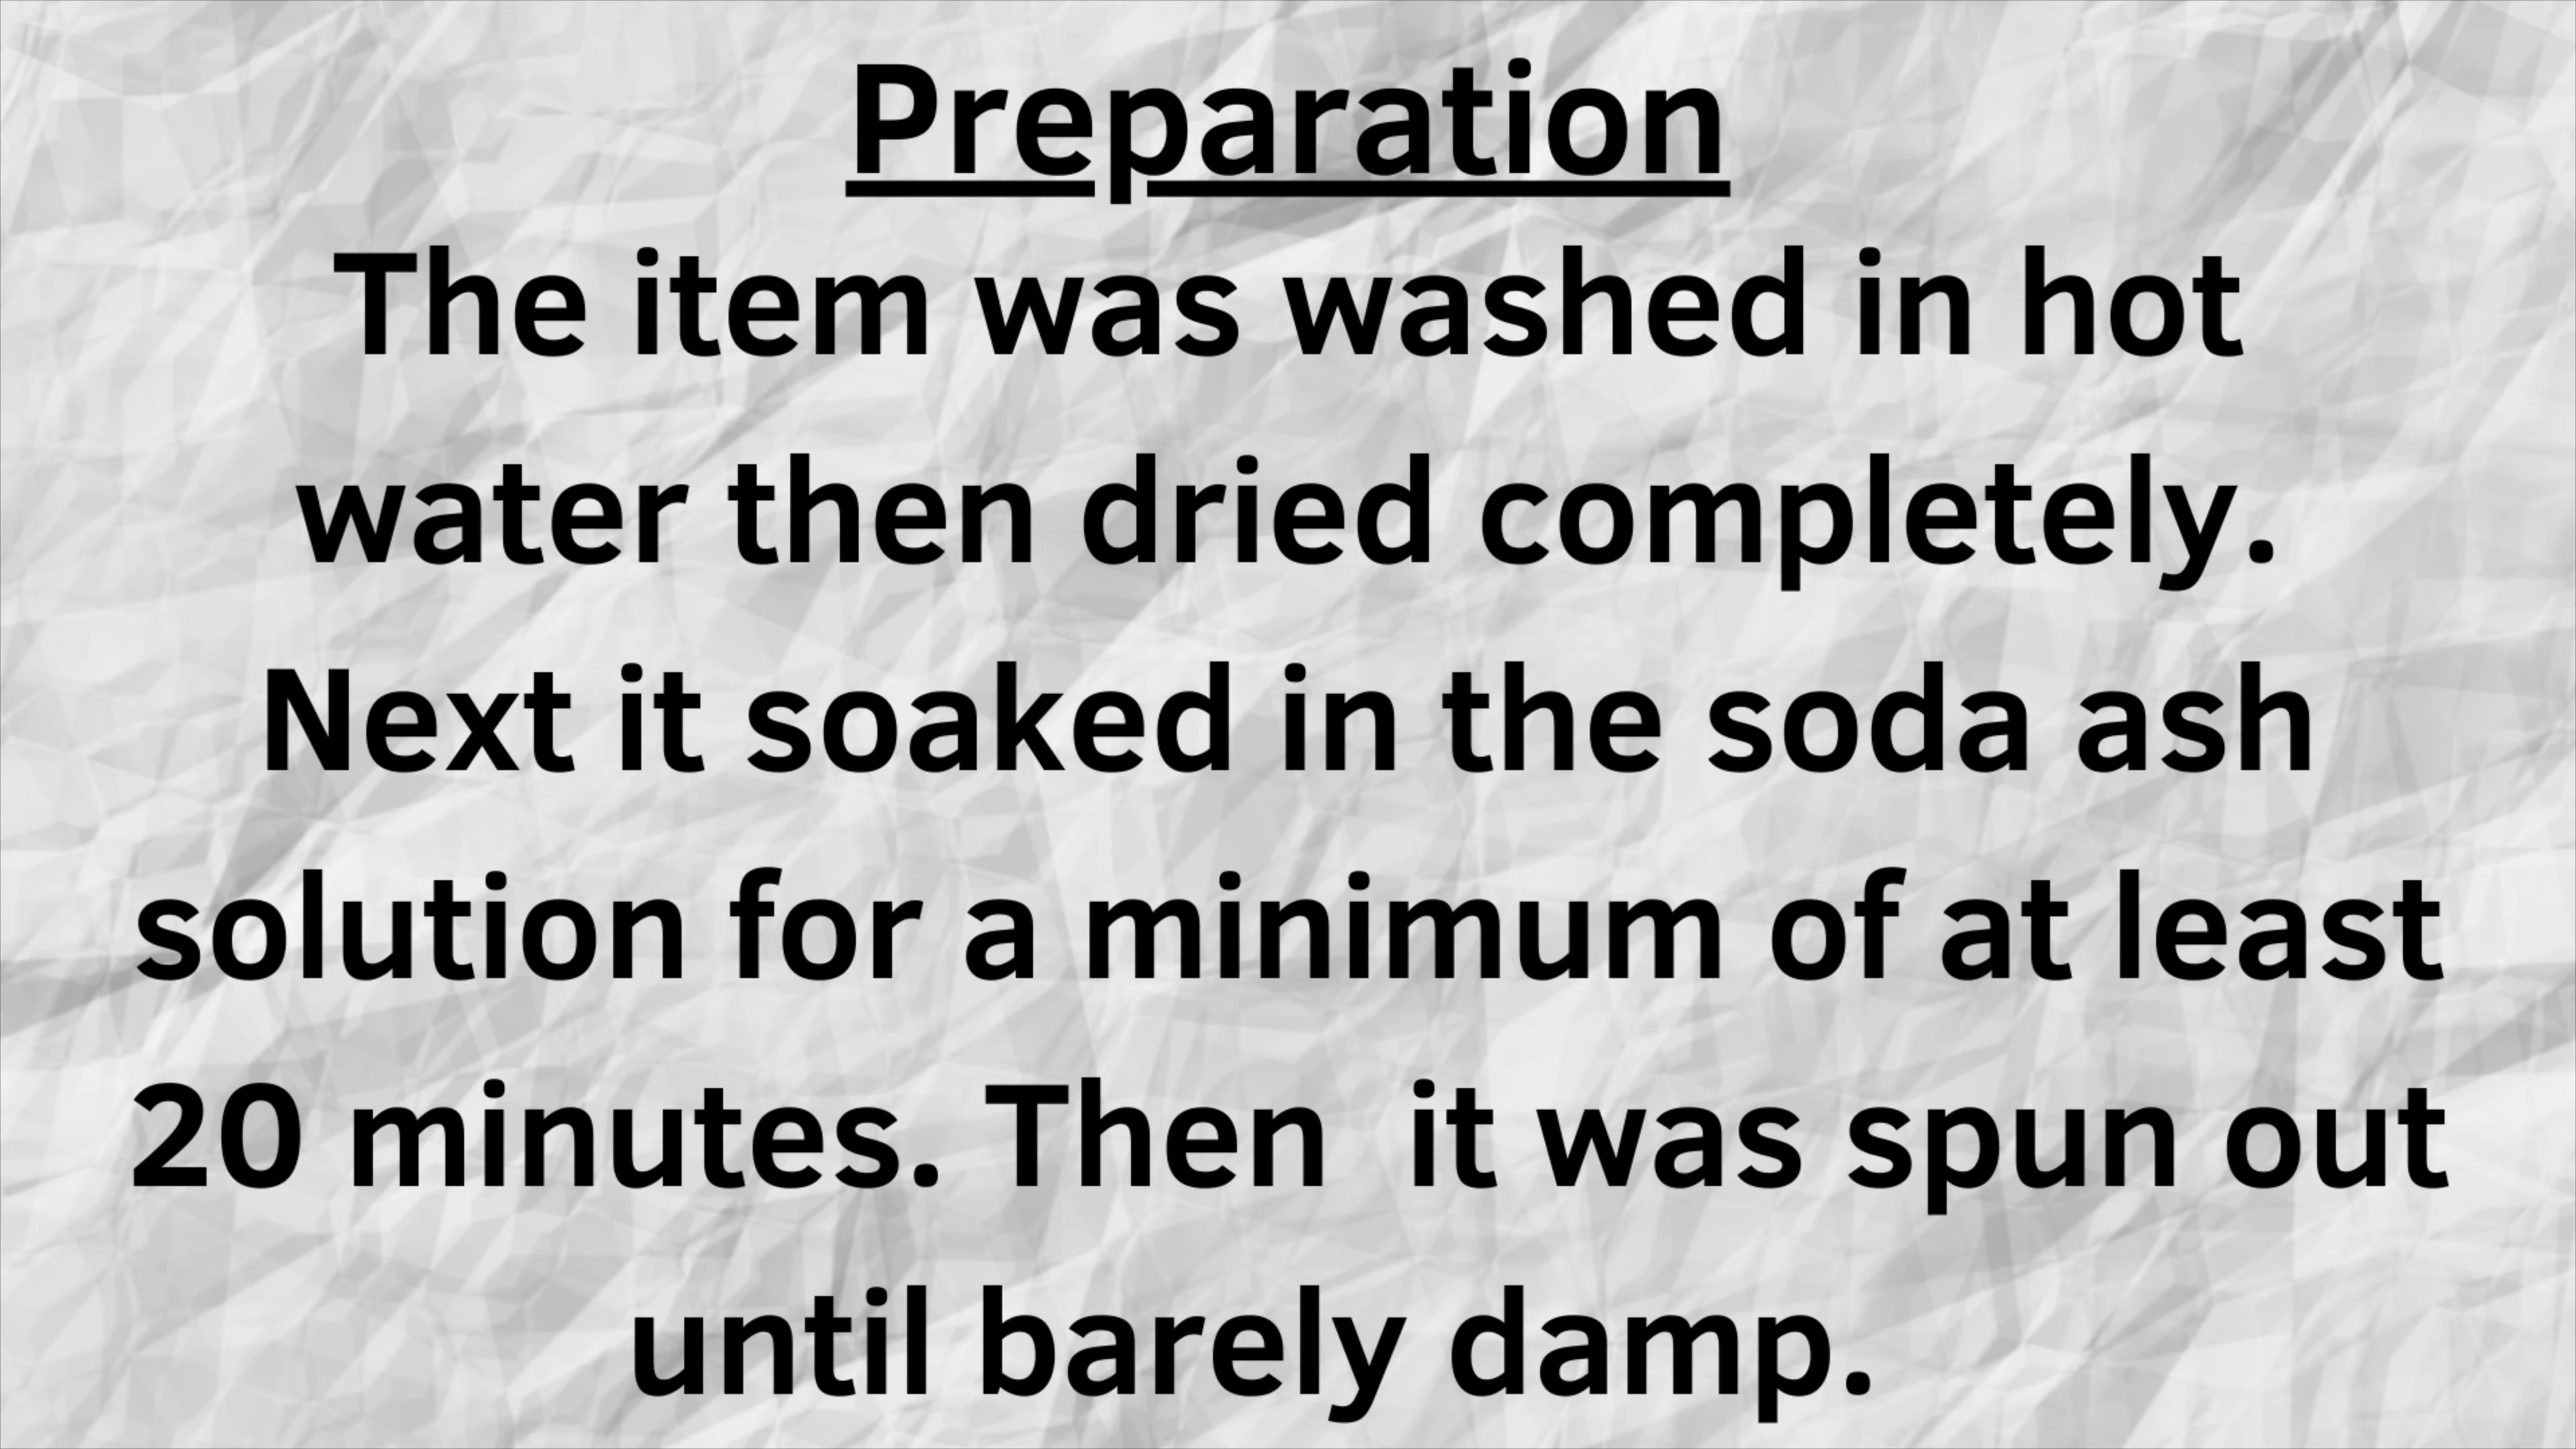 Preparation
The item was washed in hot
water then dried completely.
Next it soaked in the soda ash
solution for a minimum of at least
20 minutes. Then  it was spun out
until barely damp.